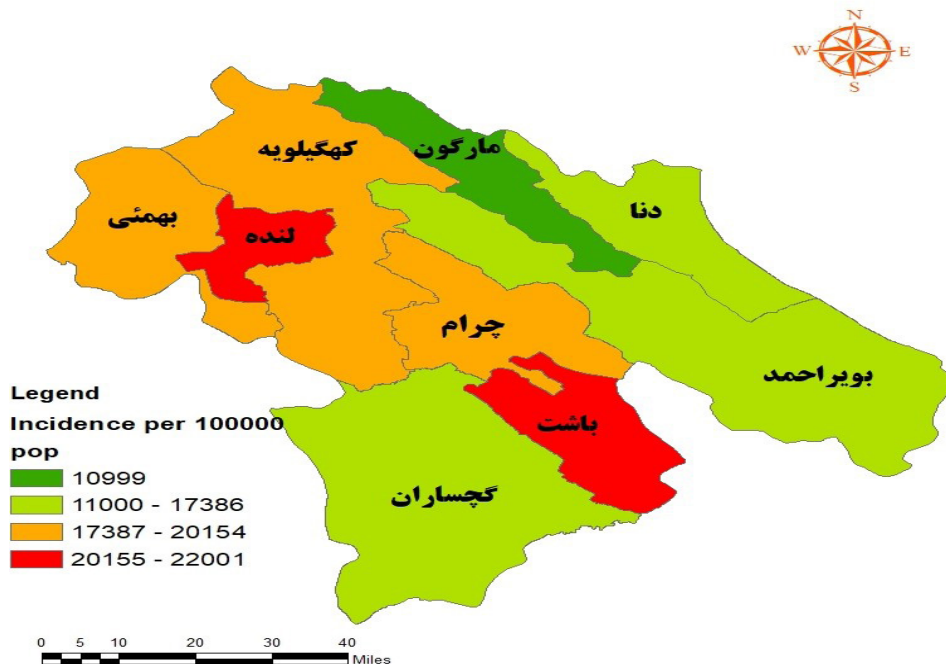 N
W E
S
مارگون
کهگیلویه
دنا
بهمئی
لنده
چرام
بویراحمد
باشت
گچساران
Legend
Incidence per 100000
pop
10999
11000 - 17386
17387 - 20154
20155 - 22001
0 5 10 20 30 40
Miles